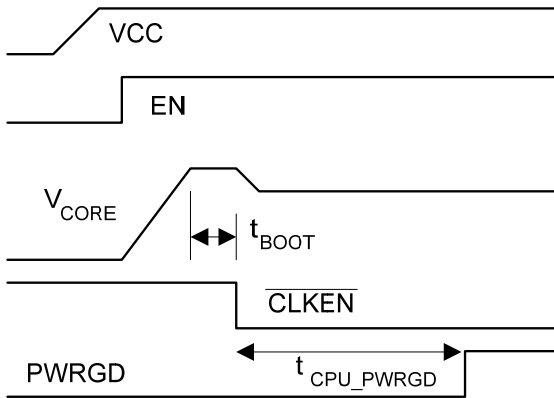 VCC
EN
VCORE
tBOOT
CLKEN
tCPU_PWRGD
PWRGD